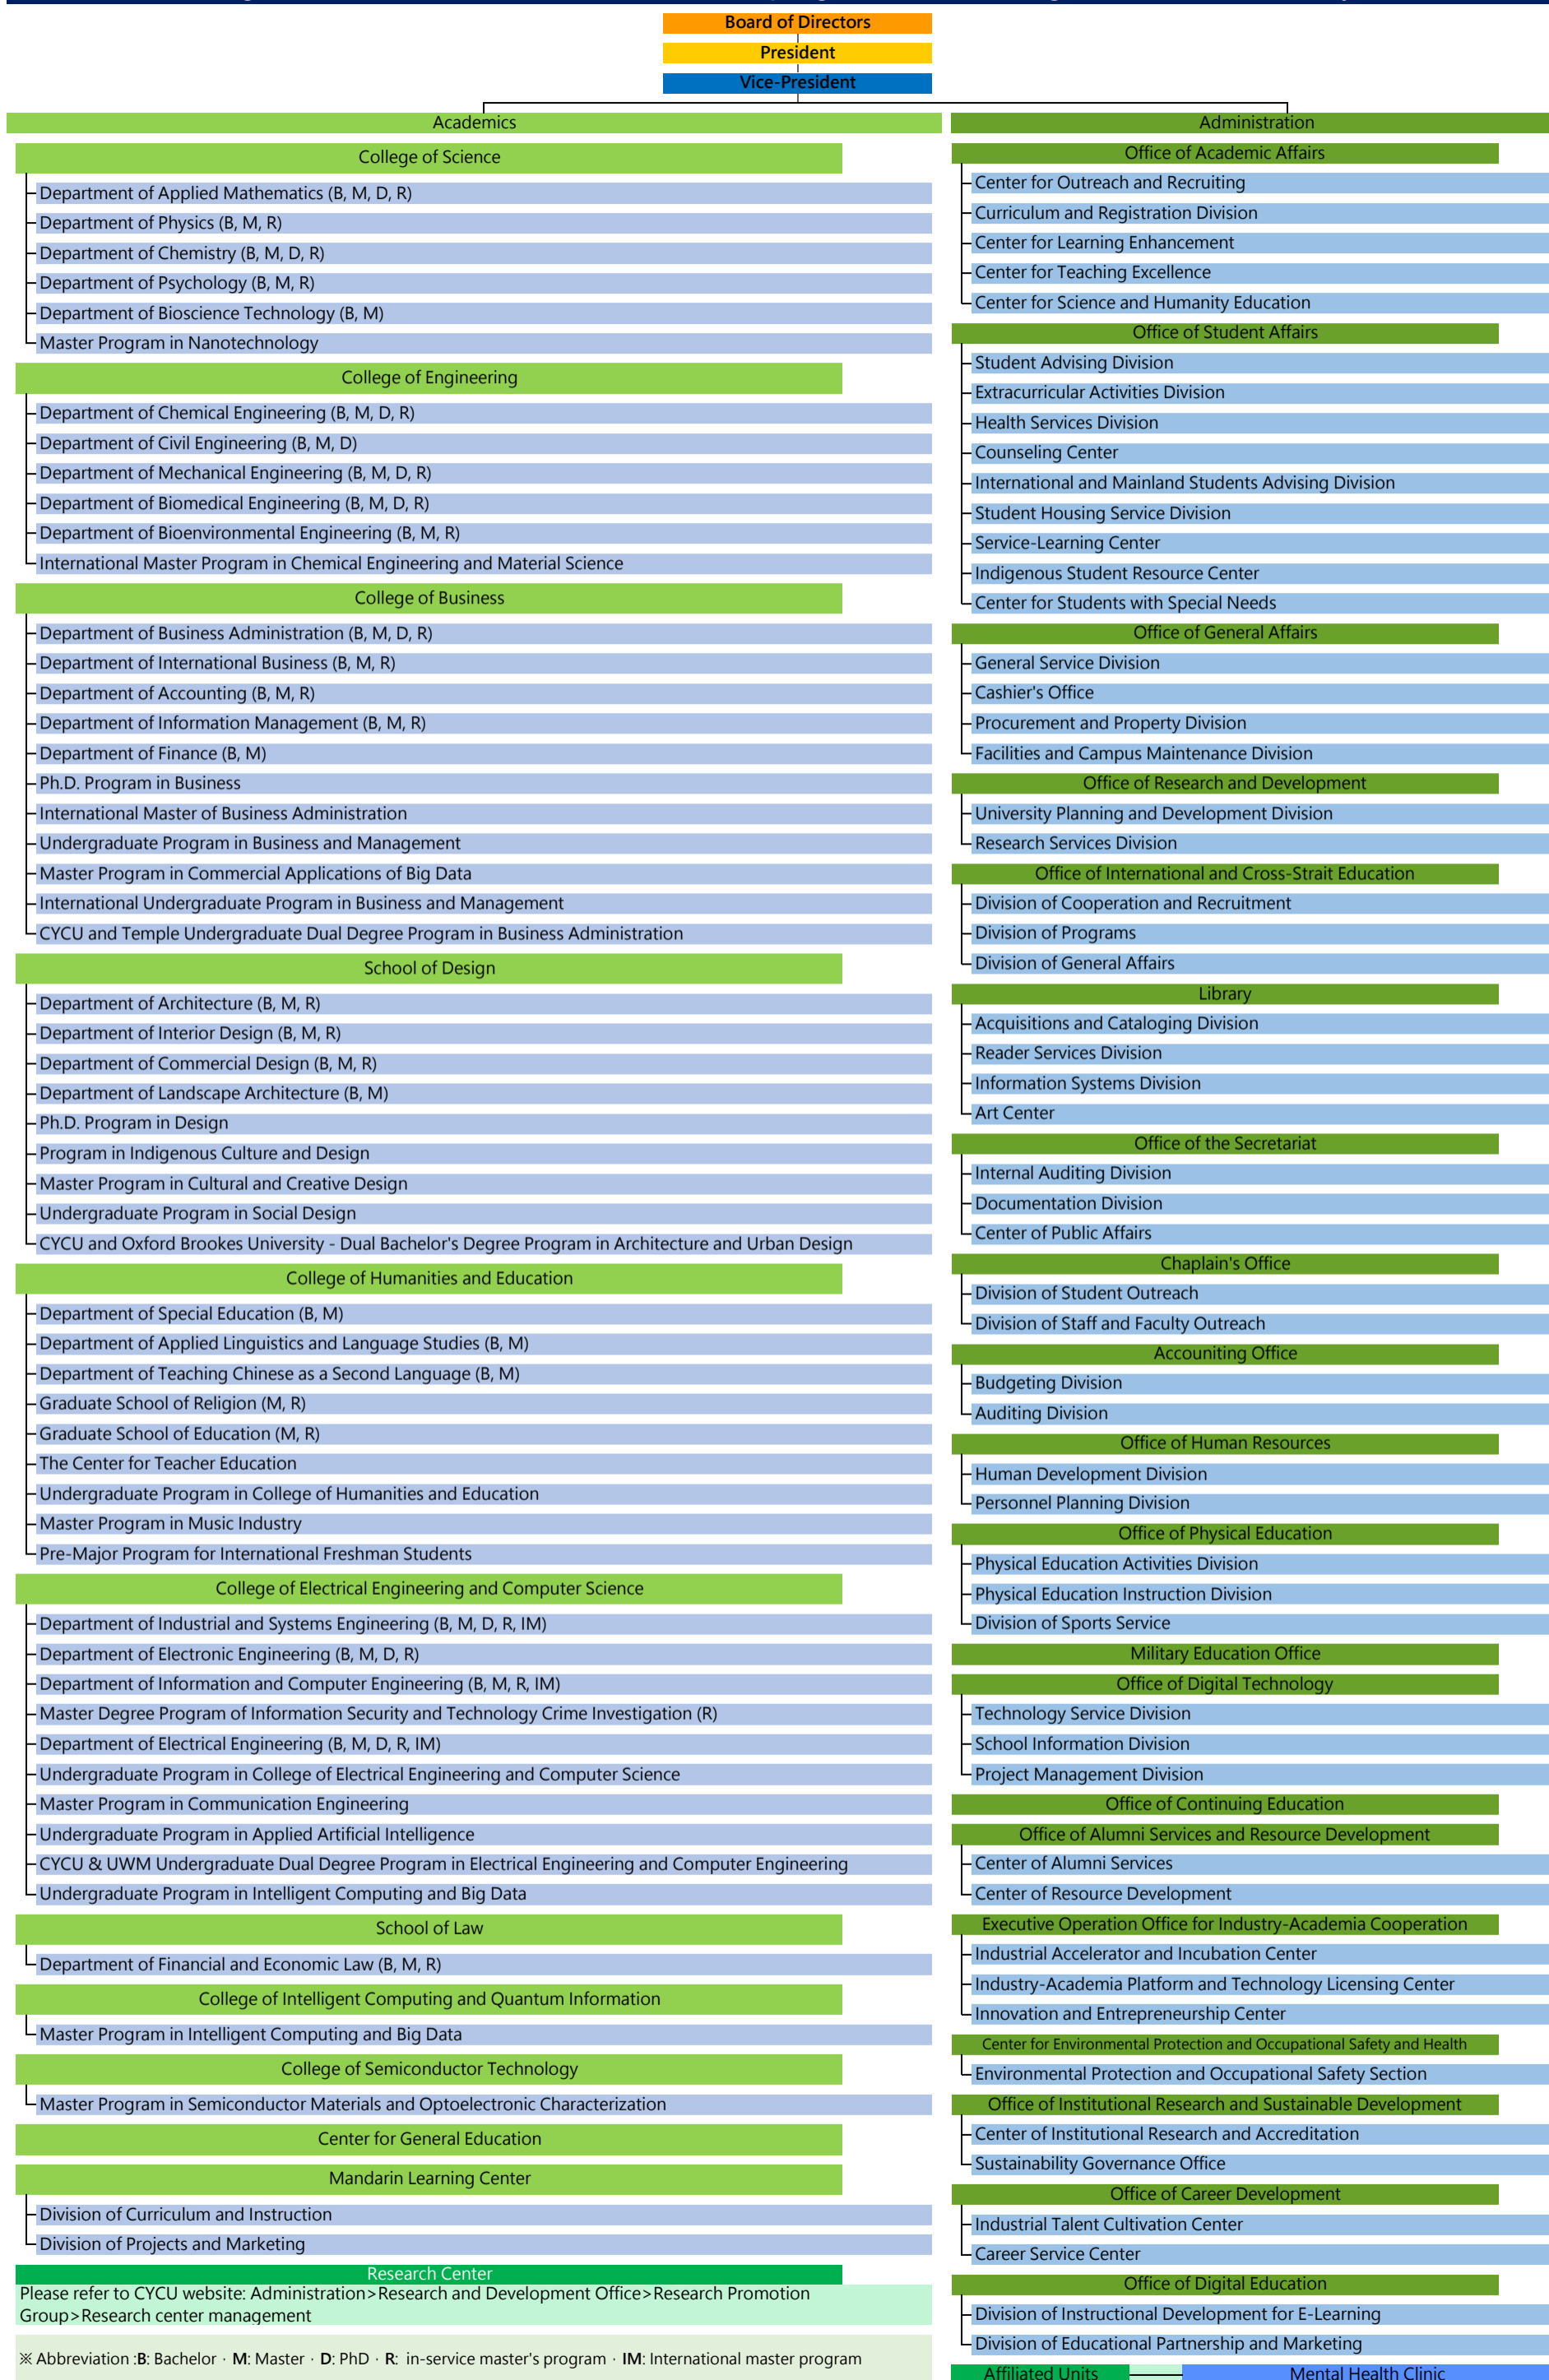 Board of Directors
President
Vice-President
Academics
College of Science
Department of Applied Mathematics (B, M, D, R)
Department of Physics (B, M, R)
Department of Chemistry (B, M, D, R)
Department of Psychology (B, M, R)
Department of Bioscience Technology (B, M)
Master Program in Nanotechnology
College of Engineering
Department of Chemical Engineering (B, M, D, R)
Department of Civil Engineering (B, M, D)
Department of Mechanical Engineering (B, M, D, R)
Department of Biomedical Engineering (B, M, D, R)
Department of Bioenvironmental Engineering (B, M, R)
International Master Program in Chemical Engineering and Material Science
College of Business
Department of Business Administration (B, M, D, R)
Department of International Business (B, M, R)
Department of Accounting (B, M, R)
Department of Information Management (B, M, R)
Department of Finance (B, M)
Ph.D. Program in Business
International Master of Business Administration
Undergraduate Program in Business and Management
Master Program in Commercial Applications of Big Data
International Undergraduate Program in Business and Management
CYCU and Temple Undergraduate Dual Degree Program in Business Administration
School of Design
Department of Architecture (B, M, R)
Department of Interior Design (B, M, R)
Department of Commercial Design (B, M, R)
Department of Landscape Architecture (B, M)
Ph.D. Program in Design
Program in Indigenous Culture and Design
Master Program in Cultural and Creative Design
Undergraduate Program in Social Design
CYCU and Oxford Brookes University - Dual Bachelor's Degree Program in Architecture and Urban Design
College of Humanities and Education
Department of Special Education (B, M)
Department of Applied Linguistics and Language Studies (B, M)
Department of Teaching Chinese as a Second Language (B, M)
Graduate School of Religion (M, R)
Graduate School of Education (M, R)
The Center for Teacher Education
Undergraduate Program in College of Humanities and Education
Master Program in Music Industry
Pre-Major Program for International Freshman Students
College of Electrical Engineering and Computer Science
Department of Industrial and Systems Engineering (B, M, D, R, IM)
Department of Electronic Engineering (B, M, D, R)
Department of Information and Computer Engineering (B, M, R, IM)
Master Degree Program of Information Security and Technology Crime Investigation (R)
Department of Electrical Engineering (B, M, D, R, IM)
Undergraduate Program in College of Electrical Engineering and Computer Science
Master Program in Communication Engineering
Undergraduate Program in Applied Artificial Intelligence
CYCU & UWM Undergraduate Dual Degree Program in Electrical Engineering and Computer Engineering
Undergraduate Program in Intelligent Computing and Big Data
School of Law
Department of Financial and Economic Law (B, M, R)
College of Intelligent Computing and Quantum Information
Master Program in Intelligent Computing and Big Data
College of Semiconductor Technology
Master Program in Semiconductor Materials and Optoelectronic Characterization
Center for General Education
Mandarin Learning Center
Division of Curriculum and Instruction
Division of Projects and Marketing
Research Center
Please refer to CYCU website: Administration>Research and Development Office>Research Promotion
Group>Research center management
※ Abbreviation :B: Bachelor · M: Master · D: PhD · R: in-service master's program · IM: International master program
Administration
Office of Academic Affairs
Center for Outreach and Recruiting
Curriculum and Registration Division
Center for Learning Enhancement
Center for Teaching Excellence
Center for Science and Humanity Education
Office of Student Affairs
Student Advising Division
Extracurricular Activities Division
Health Services Division
Counseling Center
International and Mainland Students Advising Division
Student Housing Service Division
Service-Learning Center
Indigenous Student Resource Center
Center for Students with Special Needs
Office of General Affairs
General Service Division
Cashier's Office
Procurement and Property Division
Facilities and Campus Maintenance Division
Office of Research and Development
University Planning and Development Division
Research Services Division
Office of International and Cross-Strait Education
Division of Cooperation and Recruitment
Division of Programs
Division of General Affairs
Library
Acquisitions and Cataloging Division
Reader Services Division
Information Systems Division
Art Center
Office of the Secretariat
Internal Auditing Division
Documentation Division
Center of Public Affairs
Chaplain's Office
Division of Student Outreach
Division of Staff and Faculty Outreach
Accouniting Office
Budgeting Division
Auditing Division
Office of Human Resources
Human Development Division
Personnel Planning Division
Office of Physical Education
Physical Education Activities Division
Physical Education Instruction Division
Division of Sports Service
Military Education Office
Office of Digital Technology
Technology Service Division
School Information Division
Project Management Division
Office of Continuing Education
Office of Alumni Services and Resource Development
Center of Alumni Services
Center of Resource Development
Executive Operation Office for Industry-Academia Cooperation
Industrial Accelerator and Incubation Center
Industry-Academia Platform and Technology Licensing Center
Innovation and Entrepreneurship Center
Center for Environmental Protection and Occupational Safety and Health
Environmental Protection and Occupational Safety Section
Office of Institutional Research and Sustainable Development
Center of Institutional Research and Accreditation
Sustainability Governance Office
Office of Career Development
Industrial Talent Cultivation Center
Career Service Center
Office of Digital Education
Division of Instructional Development for E-Learning
Division of Educational Partnership and Marketing
Affiliated Units
Mental Health Clinic